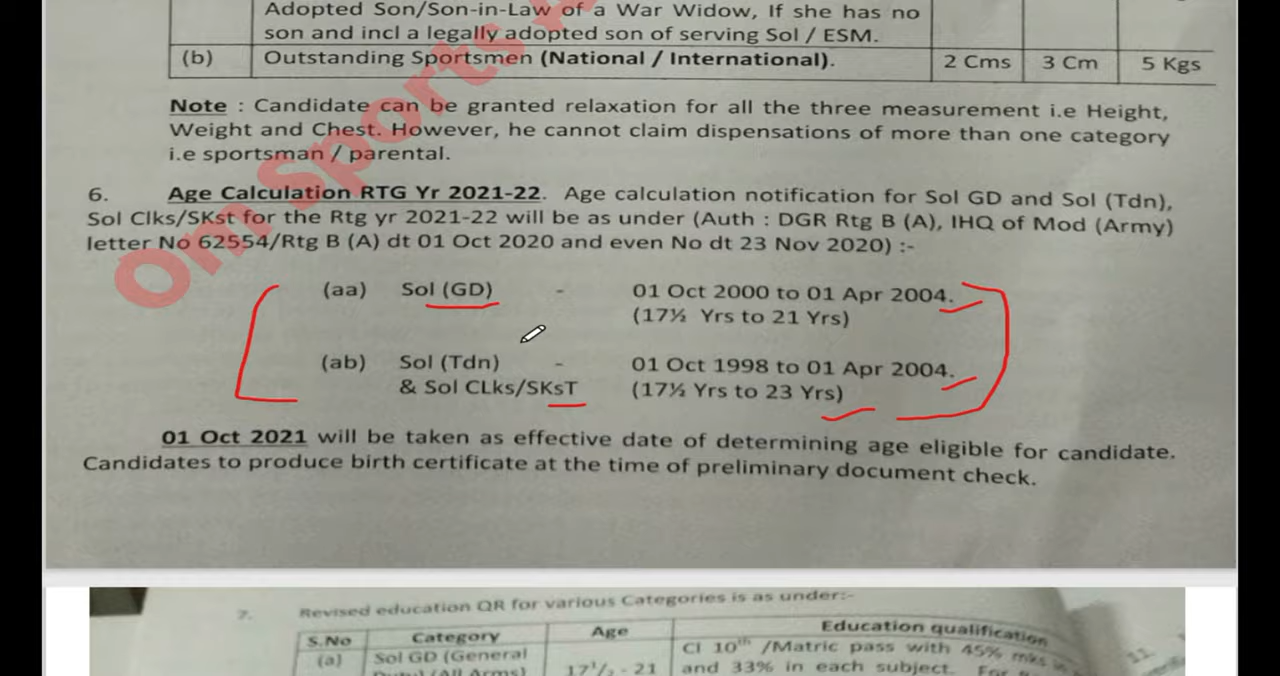 Adopted Son/Son-in-Law of a War Widow, If she has no
son and incl a legally adopted son of serving Sol / ESM.
(b) Outstanding Sportsmen (National / International). 2 Cms 3 Cm 5 Kgs
Note : Candidate can be granted relaxation for all the three measurement i.e Height,
Weight and Chest. However, he cannot claim dispensations of more than one category
i.e sportsman / parental.
6. Age Calculation RTG Yr 2021-22. Age calculation notification for Sol GD and Sol (Tdn),
Sol Clks/SKst for the Rtg yr 2021-22 will be as under (Auth : DGR Rtg B (A), IHQ of Mod (Army)
letter No 62554/Rtg B (A) dt 01 Oct 2020 and even No dt 23 Nov 2020) :-
(aa) Sol (GD) - 01 Oct 2000 to 01 Apr 2004.
(17½ Yrs to 21 Yrs)
(ab) Sol (Tdn) - 01 Oct 1998 to 01 Apr 2004.
& Sol CLks/SKsT (17½ Yrs to 23 Yrs)
01 Oct 2021 will be taken as effective date of determining age eligible for candidate.
Candidates to produce birth certificate at the time of preliminary document check.
Om Sports
7. Revised education QR for various Categories is as under:-
S.No Category Age Education qualification
(a) Sol GD (General 17½ - 21 Cl 10th /Matric pass with 45% mks in
(All Arms) and 33% in each subject. For